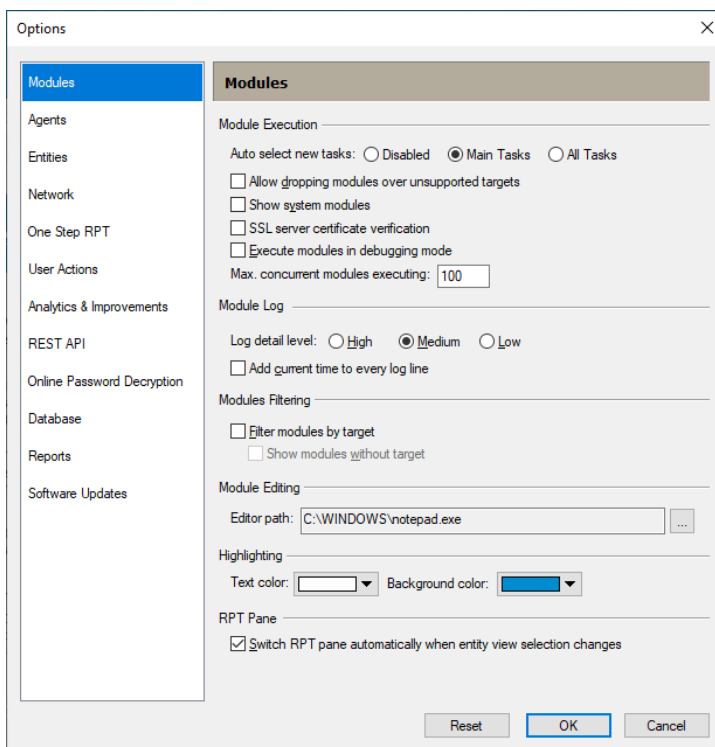 Options
Modules
Agents
Entities
Network
One Step RPT
User Actions
Analytics & Improvements
REST API
Online Password Decryption
Database
Reports
Software Updates
Modules
Module Execution
Auto select new tasks: Disabled Main Tasks All Tasks
Allow dropping modules over unsupported targets
Show system modules
SSL server certificate verification
Execute modules in debugging mode
Max. concurrent modules executing: 100
Module Log
Log detail level: High Medium Low
Add current time to every log line
Modules Filtering
Filter modules by target
Show modules without target
Module Editing
Editor path: C:\WINDOWS\notepad.exe ...
Highlighting
Text color: Background color:
RPT Pane
Switch RPT pane automatically when entity view selection changes
Reset OK Cancel